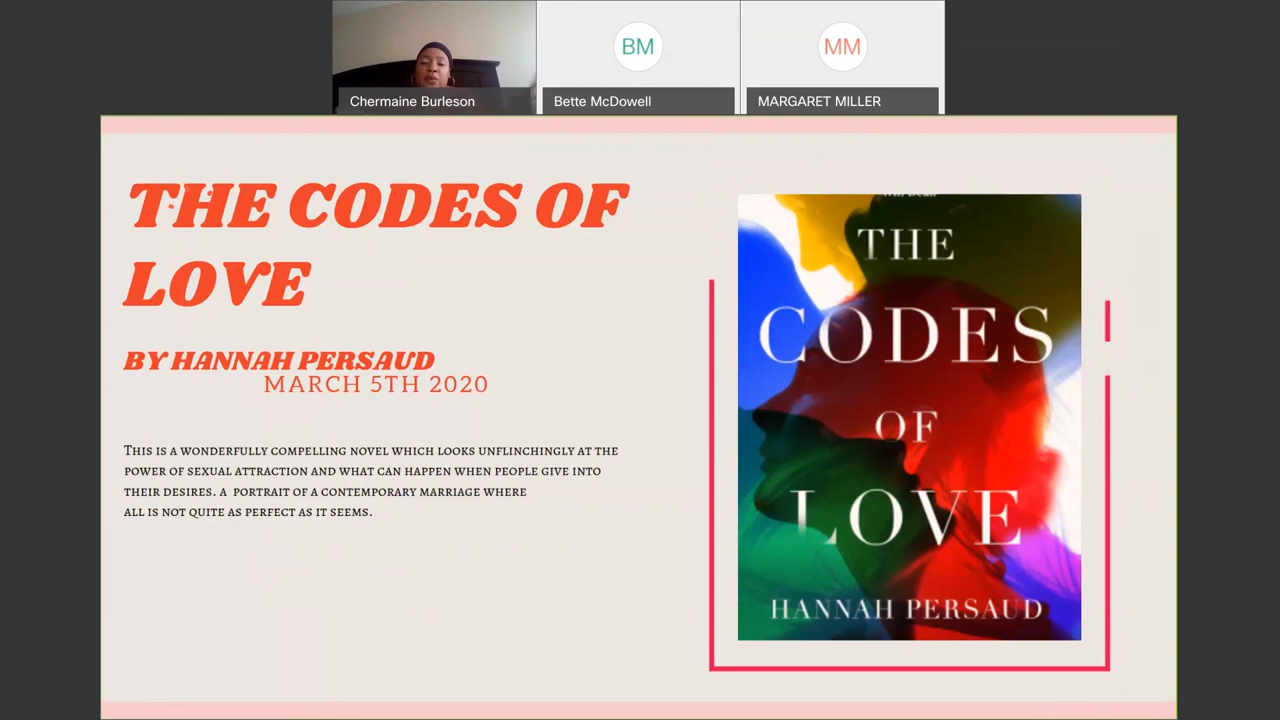 BM
MM
Chermaine Burleson
Bette McDowell
MARGARET MILLER
THE CODES OF
LOVE
BY HANNAH PERSAUD
MARCH 5TH 2020
This is a wonderfully compelling novel which looks unflinchingly at the
power of sexual attraction and what can happen when people give into
their desires. a portrait of a contemporary marriage where
all is not quite as perfect as it seems.
THE
CODES
OF
LOVE
HANNAH PERSAUD